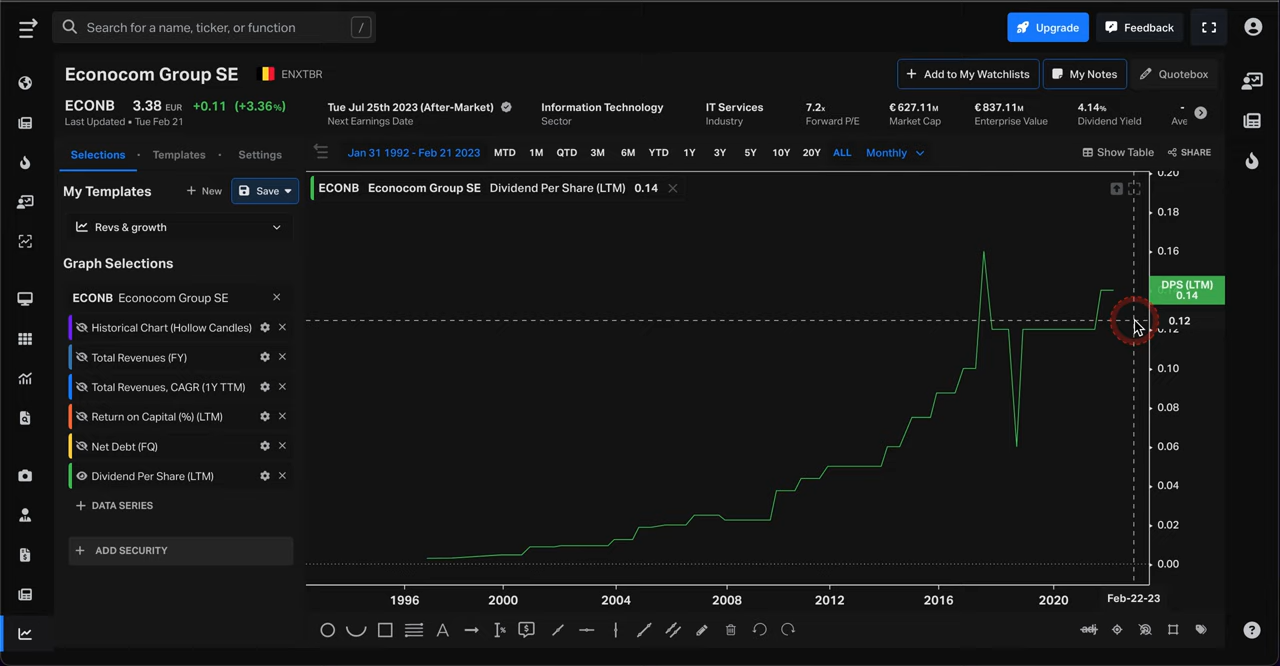 Search for a name, ticker, or function
/
Upgrade
Feedback
Econocom Group SE
ENXTBR
Add to My Watchlists
My Notes
Quotebox
ECONB 3.38 EUR +0.11 (+3.36%)
Last Updated • Tue Feb 21
Tue Jul 25th 2023 (After-Market)
Next Earnings Date
Information Technology
Sector
IT Services
Industry
7.2x
Forward P/E
€627.11M
Market Cap
€837.11M
Enterprise Value
4.14%
Dividend Yield
-
Ave
Selections • Templates • Settings
Jan 31 1992 - Feb 21 2023
MTD 1M QTD 3M 6M YTD 1Y 3Y 5Y 10Y 20Y ALL
Monthly
Show Table
SHARE
My Templates
+ New
Save
Revs & growth
Graph Selections
ECONB Econocom Group SE
Historical Chart (Hollow Candles)
Total Revenues (FY)
Total Revenues, CAGR (1Y TTM)
Return on Capital (%) (LTM)
Net Debt (FQ)
Dividend Per Share (LTM)
+ DATA SERIES
+ ADD SECURITY
ECONB Econocom Group SE Dividend Per Share (LTM) 0.14
0.20
0.18
0.16
DPS (LTM)
0.14
0.12
0.12
0.10
0.08
0.06
0.04
0.02
0.00
1996 2000 2004 2008 2012 2016 2020 Feb-22-23
A
adj